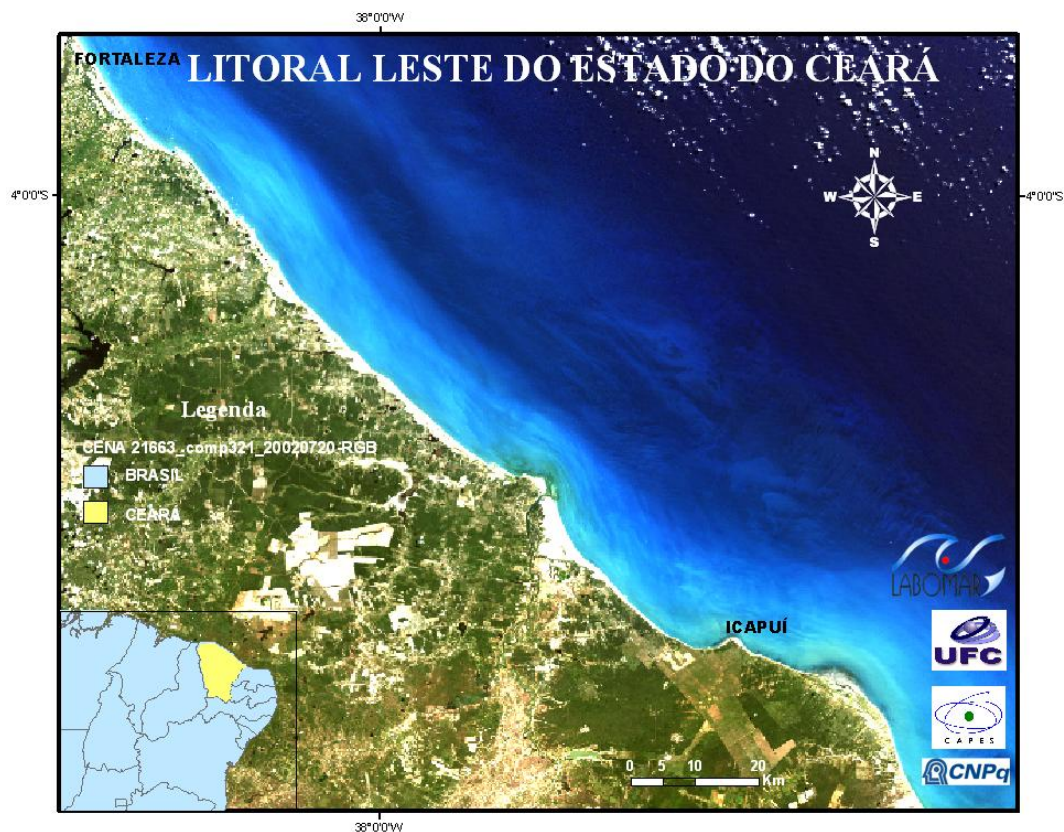 38°0'0"W
FORTALEZA
LITORAL LESTE DO ESTADO DO CEARÁ
4°0'0"S
4°0'0"S
N
W
E
S
Legenda
CENA 21663_comp321_20020720-RGB
BRASIL
CEARÁ
LABOMAR
ICAPUÍ
UFC
CAPES
CNPq
0 5 10 20
Km
38°0'0"W